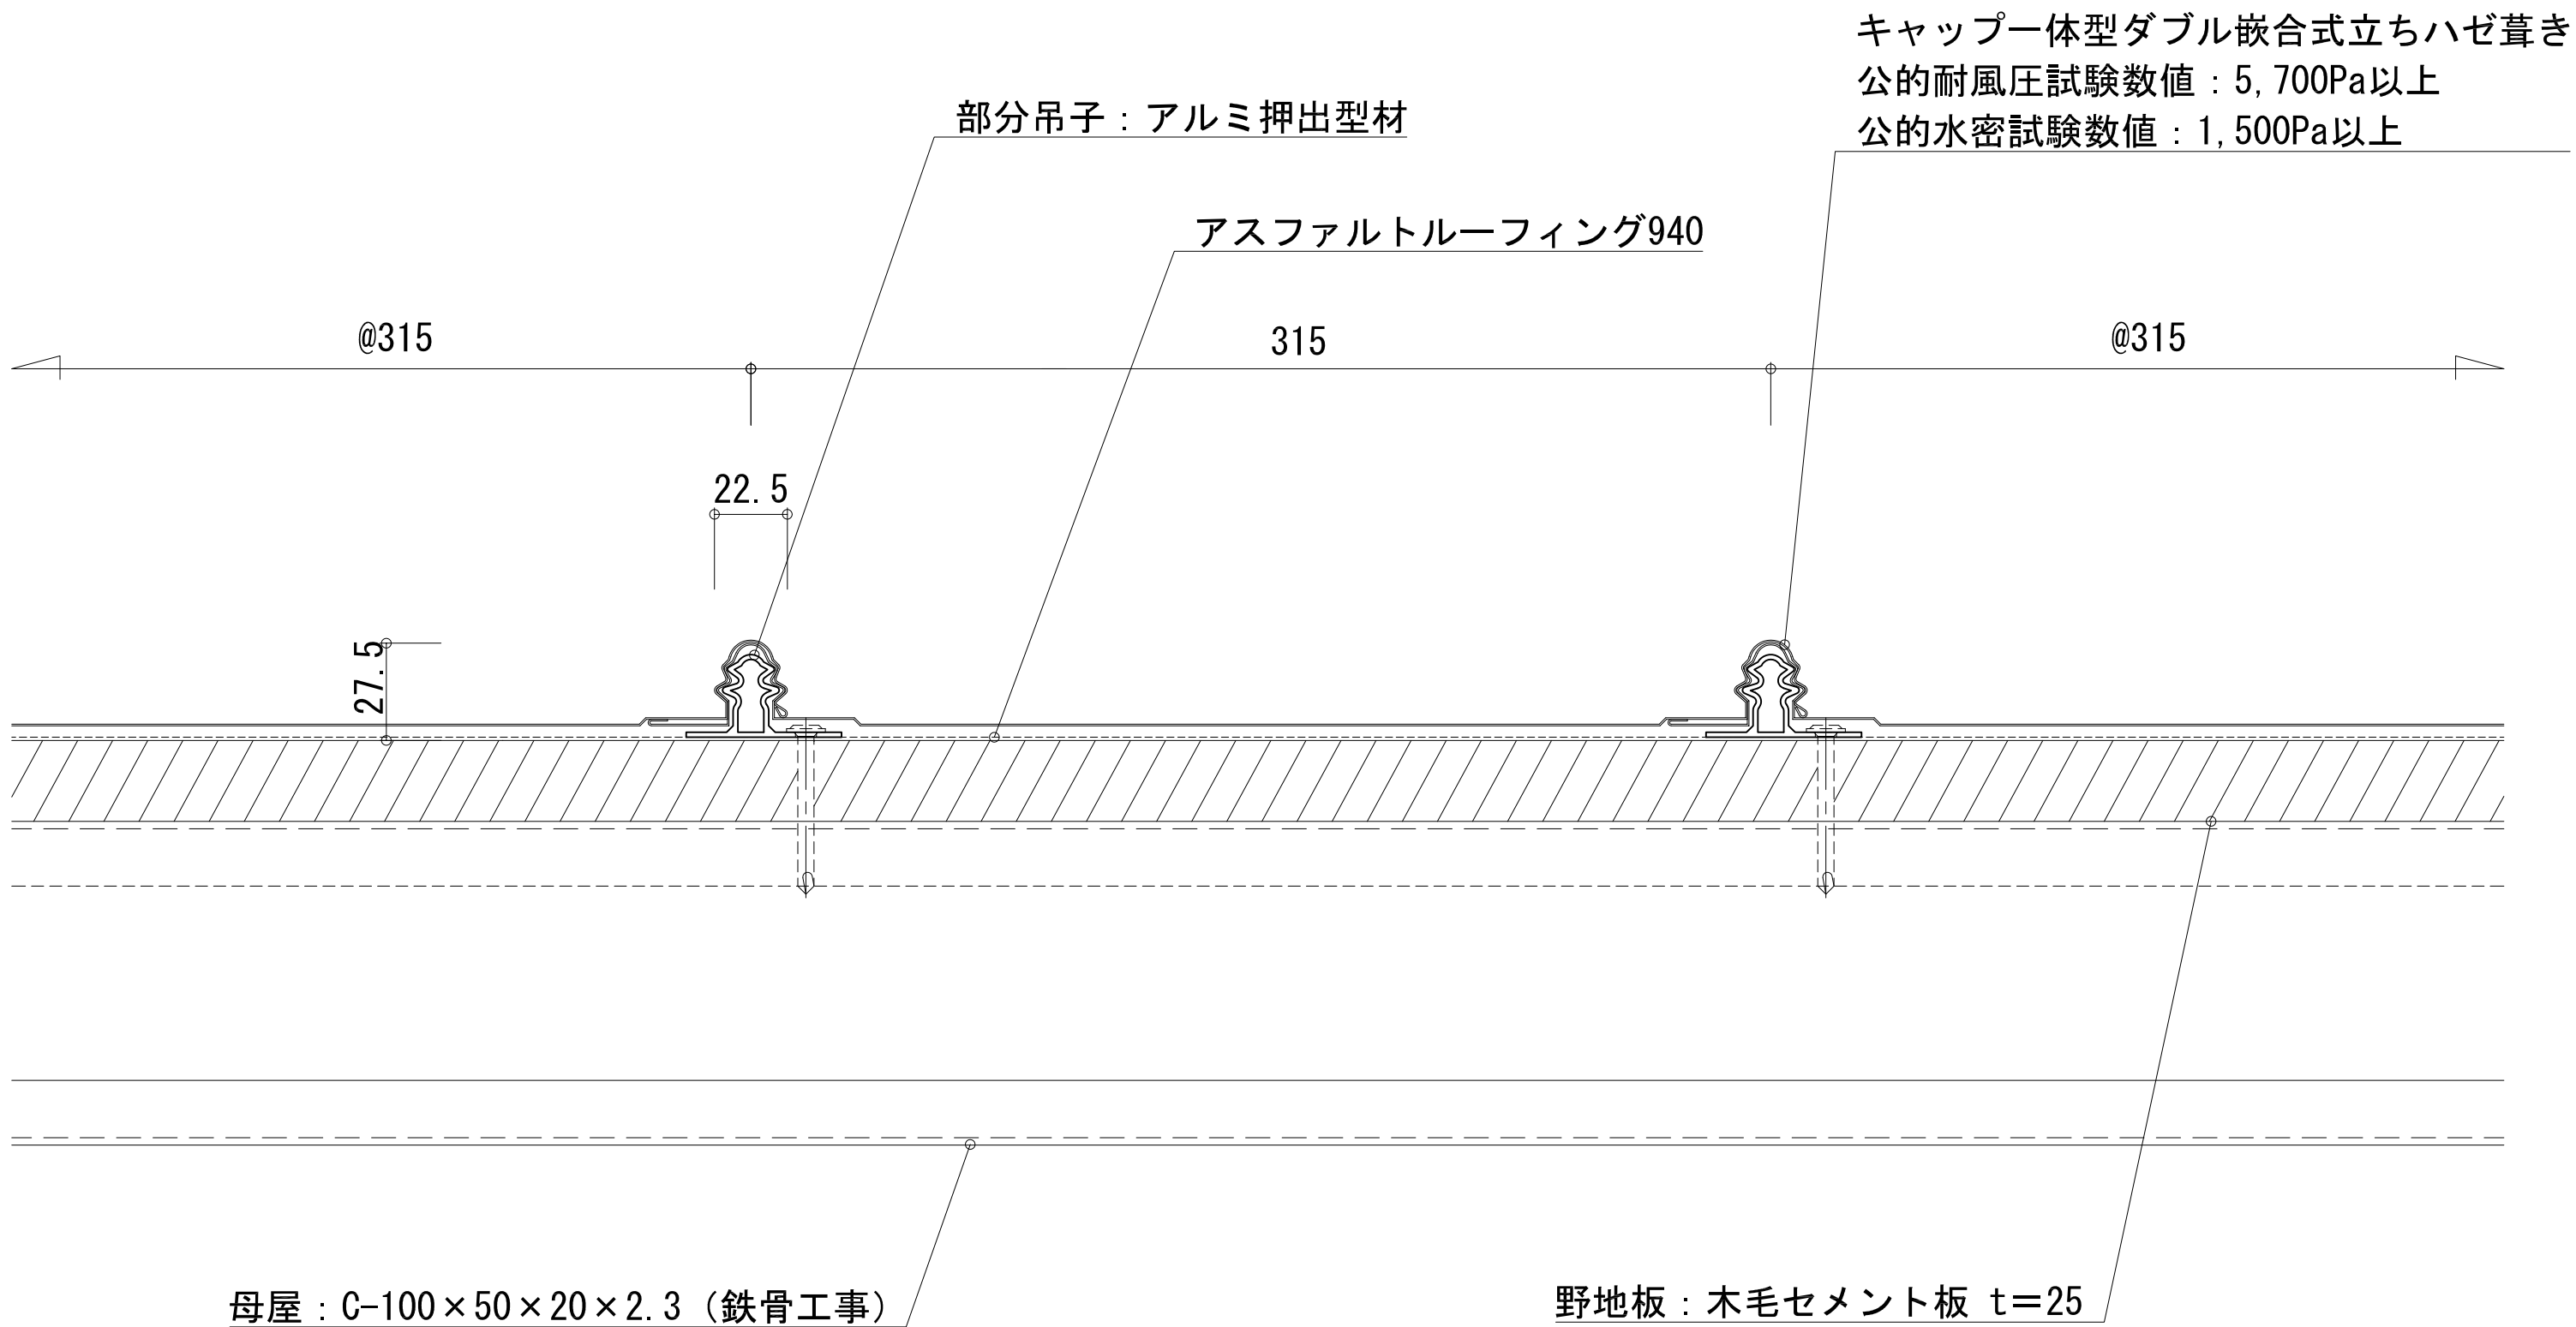 キャップ一体型ダブル嵌合式立ちハゼ葺き
公的耐風圧試験数値：5,700Pa以上
公的水密試験数値：1,500Pa以上
部分吊子：アルミ押出型材
アスファルトルーフィング940
@315
315
@315
22.5
27.5
母屋：C-100×50×20×2.3（鉄骨工事）
野地板：木毛セメント板 t＝25